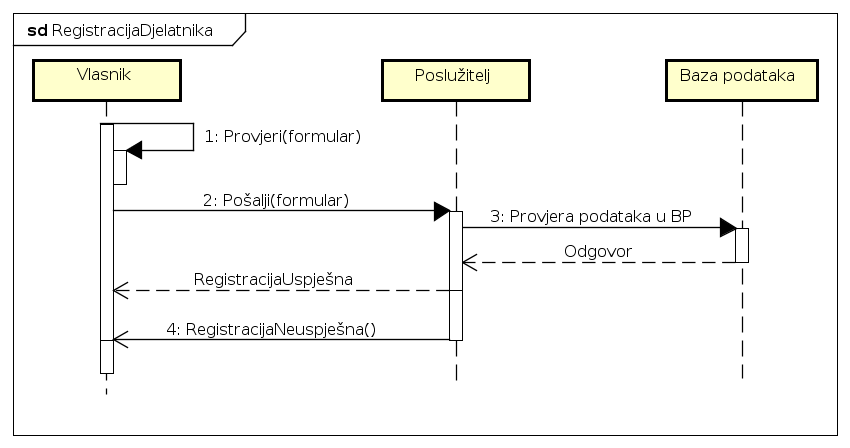 sd RegistracijaDjelatnika
Vlasnik
Poslužitelj
Baza podataka
1: Provjeri(formular)
2: Pošalji(formular)
3: Provjera podataka u BP
Odgovor
RegistracijaUspješna
4: RegistracijaNeuspješna()